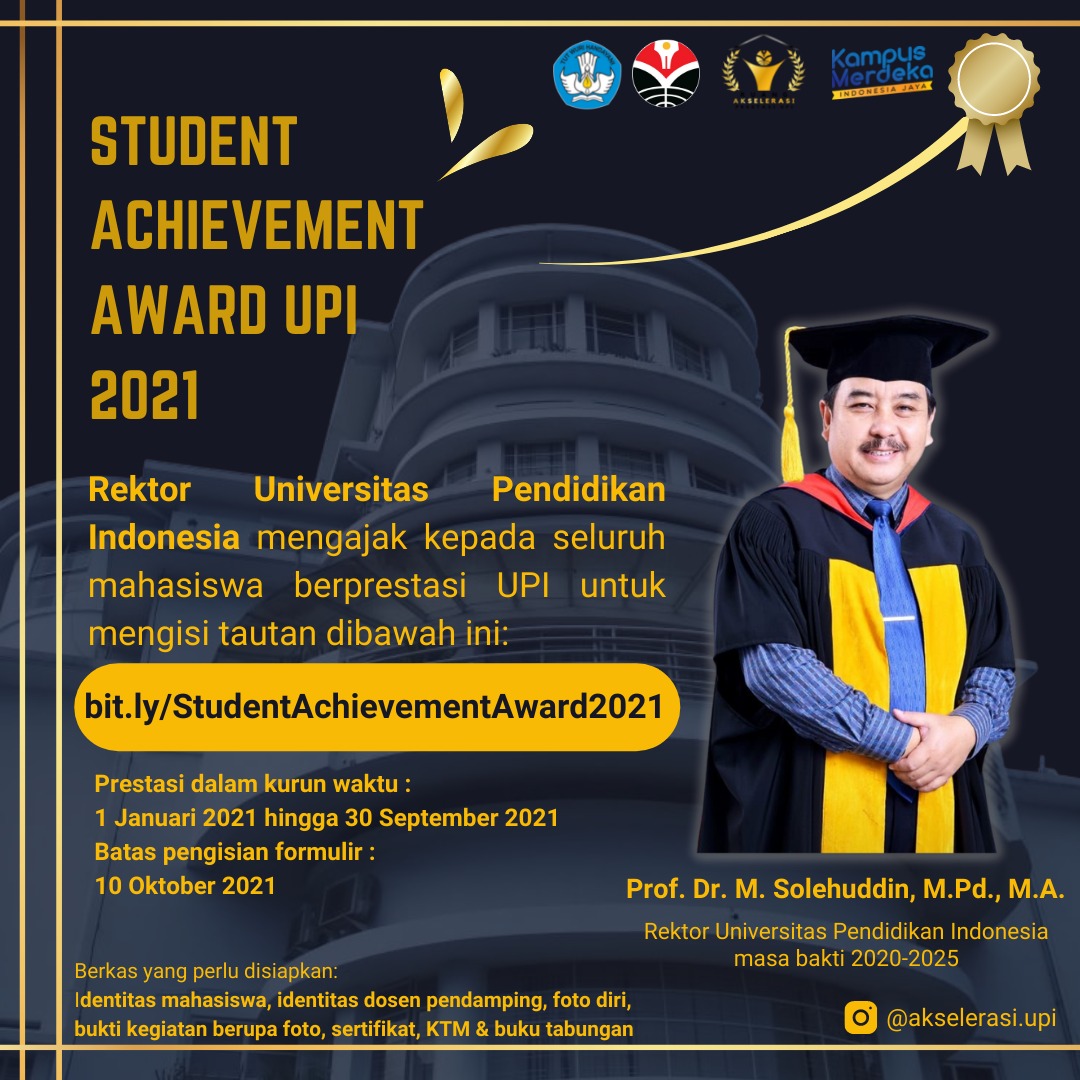 TUT WURI HANDAYANI
AKSELERASI
Kampus
Merdeka
INDONESIA JAYA
STUDENT
ACHIEVEMENT
AWARD UPI
2021
Rektor Universitas Pendidikan
Indonesia mengajak kepada seluruh
mahasiswa berprestasi UPI untuk
mengisi tautan dibawah ini:
bit.ly/StudentAchievementAward2021
Prestasi dalam kurun waktu :
1 Januari 2021 hingga 30 September 2021
Batas pengisian formulir :
10 Oktober 2021
Prof. Dr. M. Solehuddin, M.Pd., M.A.
Rektor Universitas Pendidikan Indonesia
masa bakti 2020-2025
Berkas yang perlu disiapkan:
Identitas mahasiswa, identitas dosen pendamping, foto diri,
bukti kegiatan berupa foto, sertifikat, KTM & buku tabungan
@akselerasi.upi